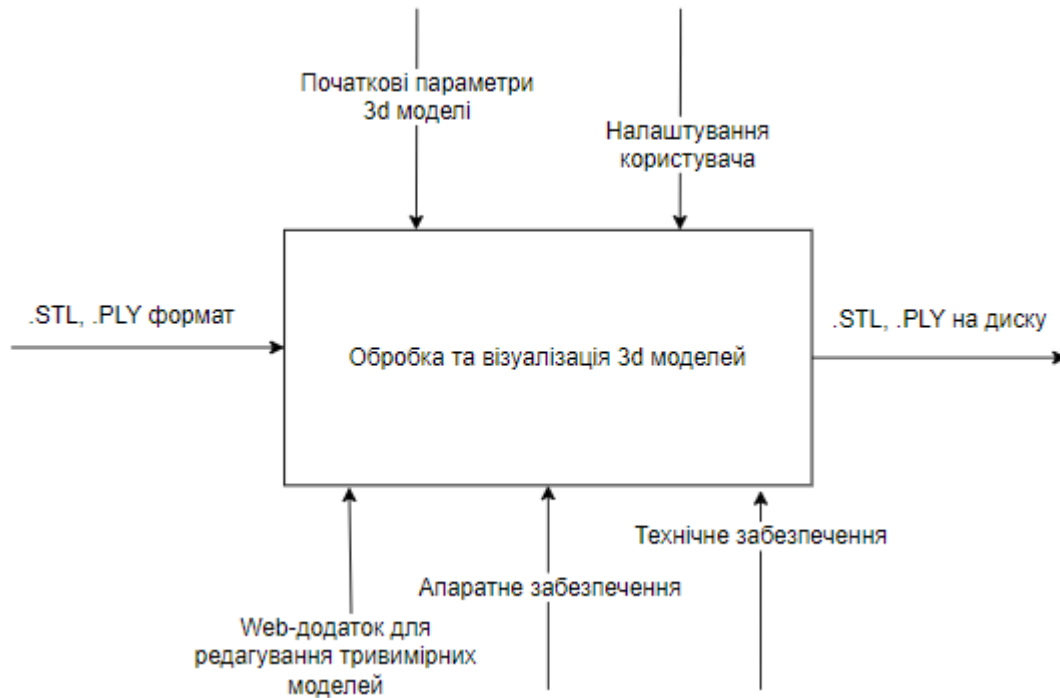 Початкові параметри
3d моделі
Налаштування
користувача
.STL, .PLY формат
.STL, .PLY на диску
Обробка та візуалізація 3d моделей
Технічне забезпечення
Апаратне забезпечення
Web-додаток для
редагування тривимірних
моделей